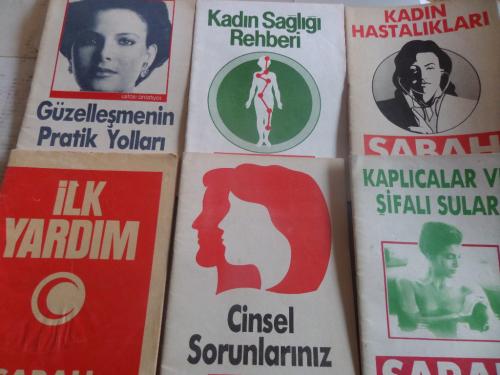 Güzelleşmenin
Pratik Yolları
Kadın Sağlığı
Rehberi
KADIN
HASTALIKLARI
SABAH
İLK
YARDIM
SABAH
Cinsel
Sorunlarınız
KAPLICALAR VE
ŞİFALI SULAR
SABAH